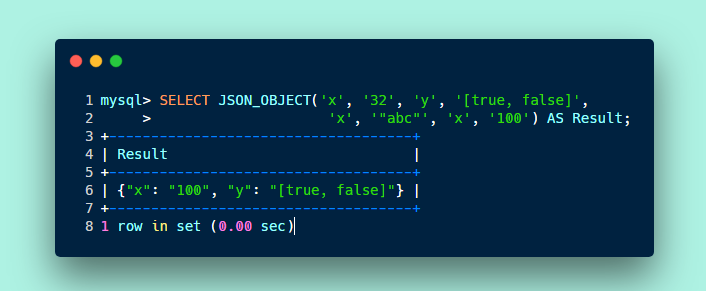 1 mysql> SELECT JSON_OBJECT('x', '32', 'y', '[true, false]',
2      >                     'x', '"abc"', 'x', '100') AS Result;
3 +-------------------------------------+
4 | Result                              |
5 +-------------------------------------+
6 | {"x": "100", "y": "[true, false]"} |
7 +-------------------------------------+
8 1 row in set (0.00 sec)